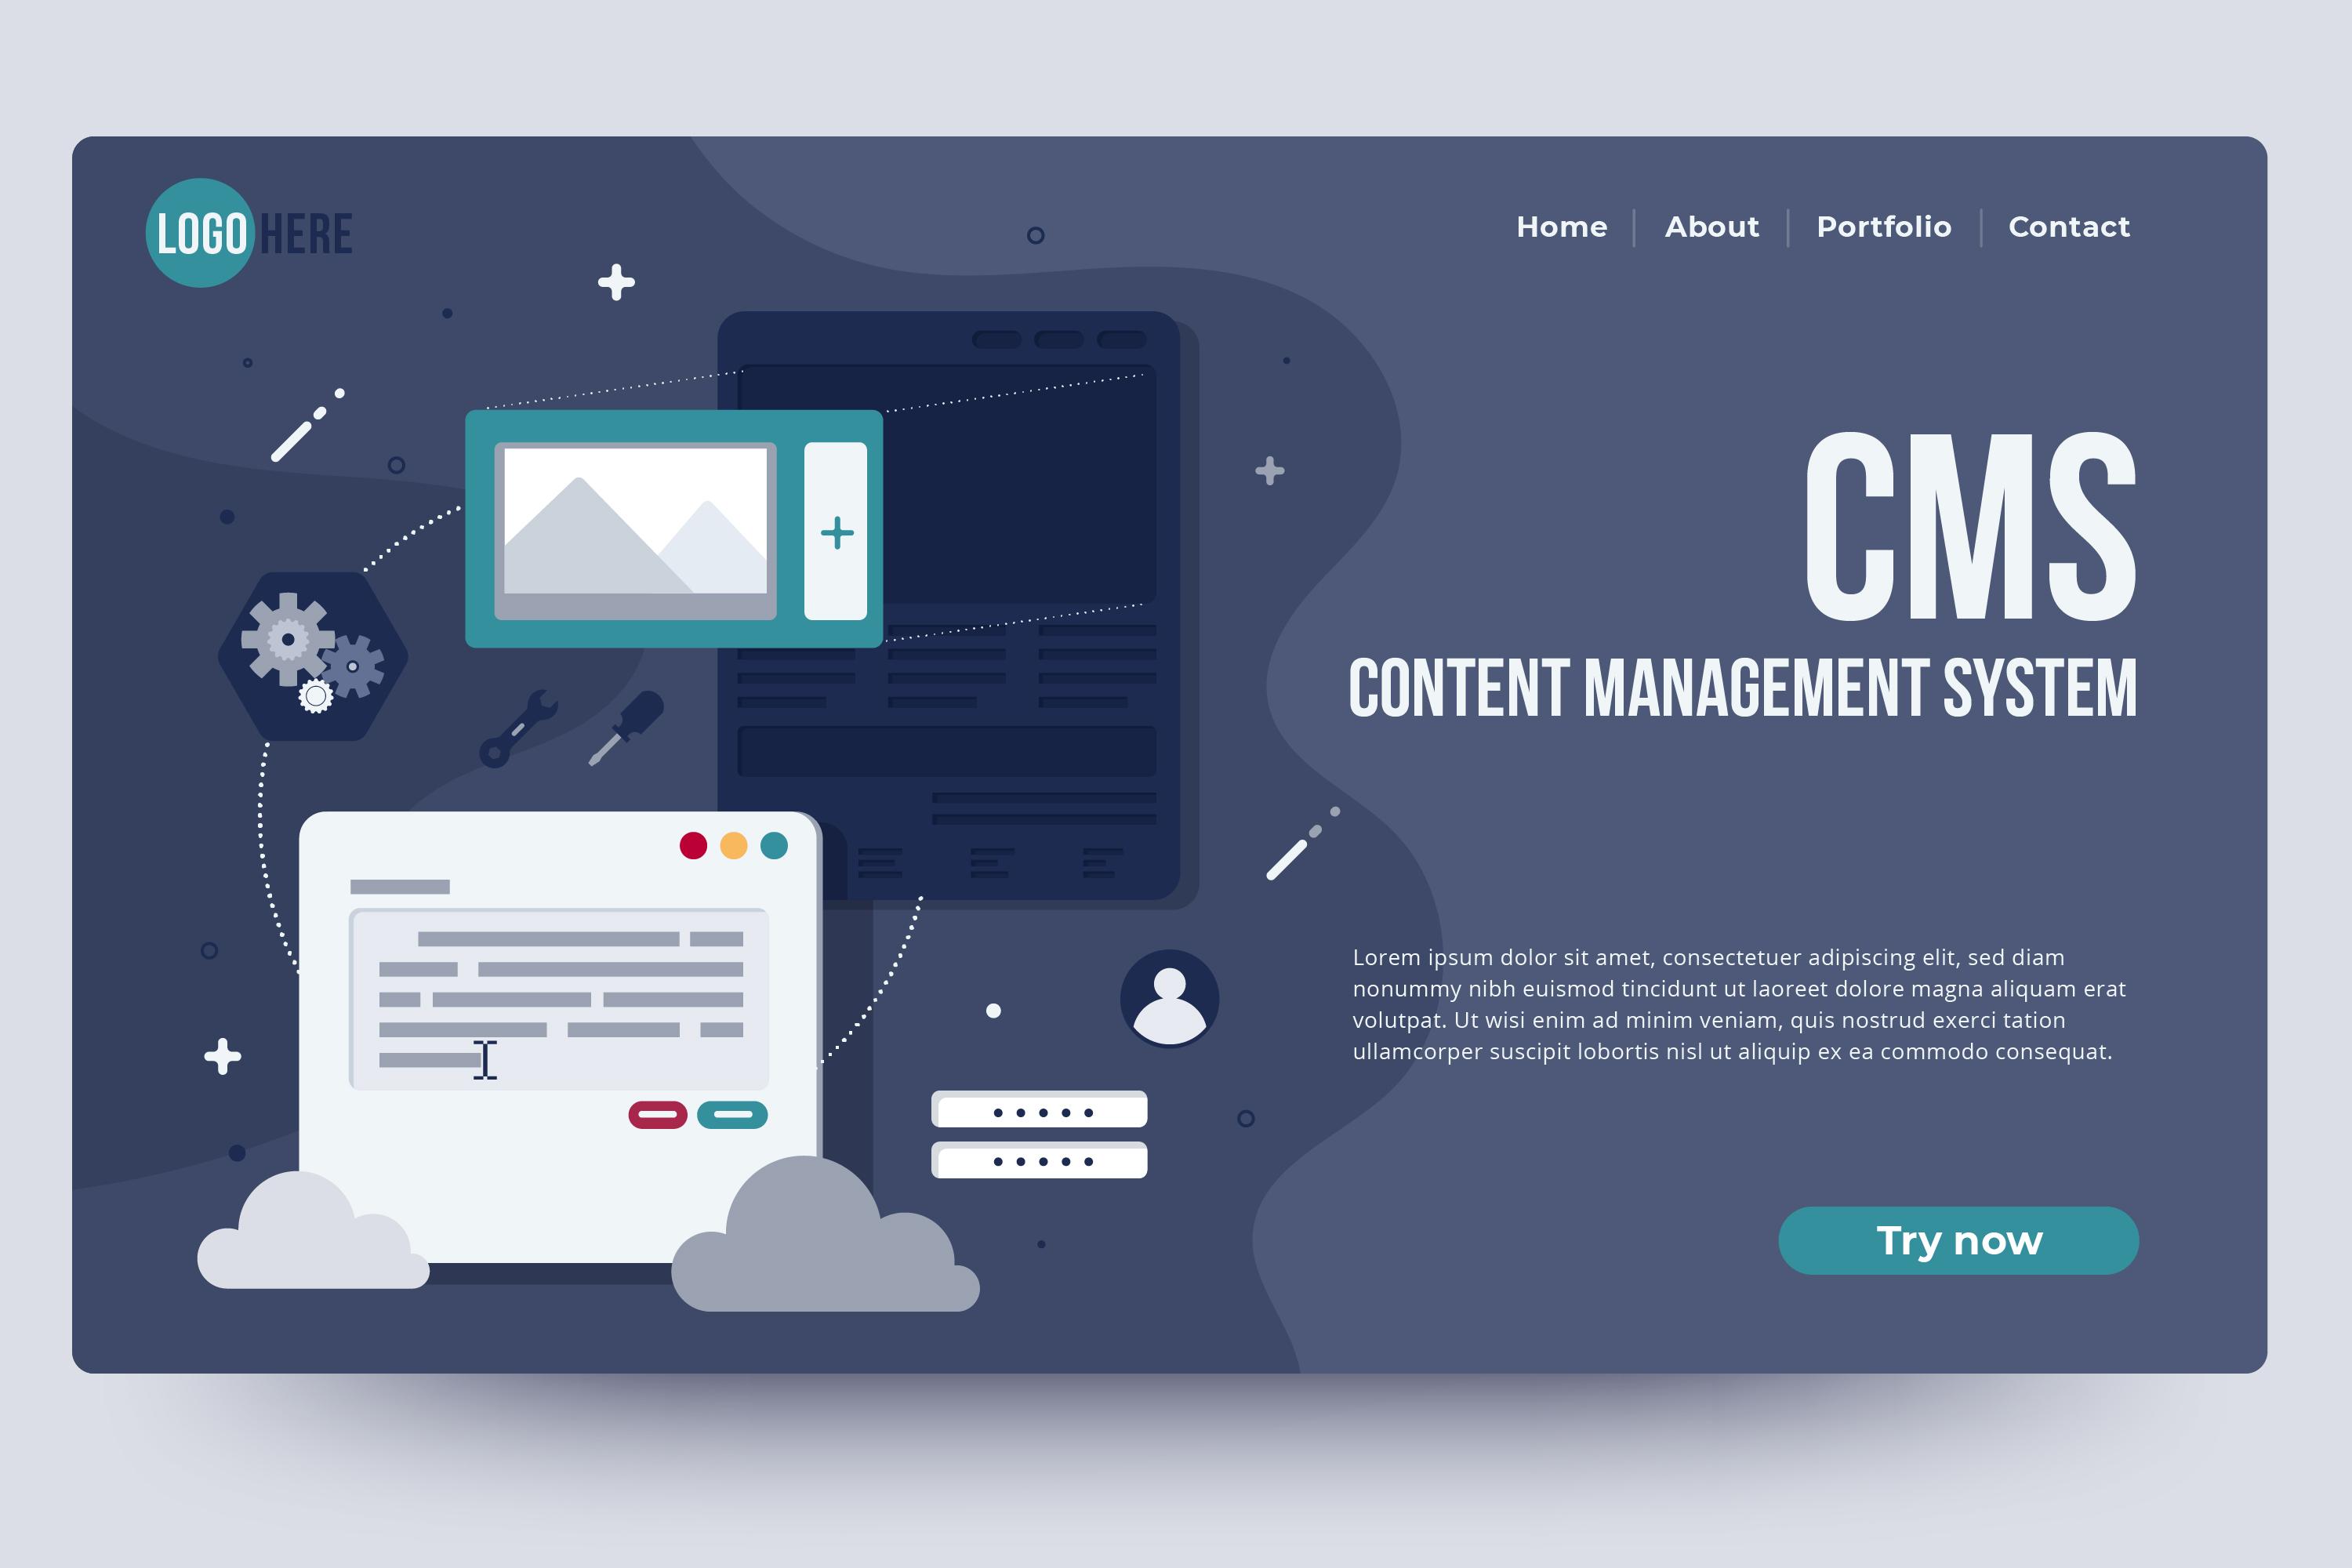 LOGO HERE
Home About Portfolio Contact
CMS
CONTENT MANAGEMENT SYSTEM
Lorem ipsum dolor sit amet, consectetuer adipiscing elit, sed diam
nonummy nibh euismod tincidunt ut laoreet dolore magna aliquam erat
volutpat. Ut wisi enim ad minim veniam, quis nostrud exerci tation
ullamcorper suscipit lobortis nisl ut aliquip ex ea commodo consequat.
Try now